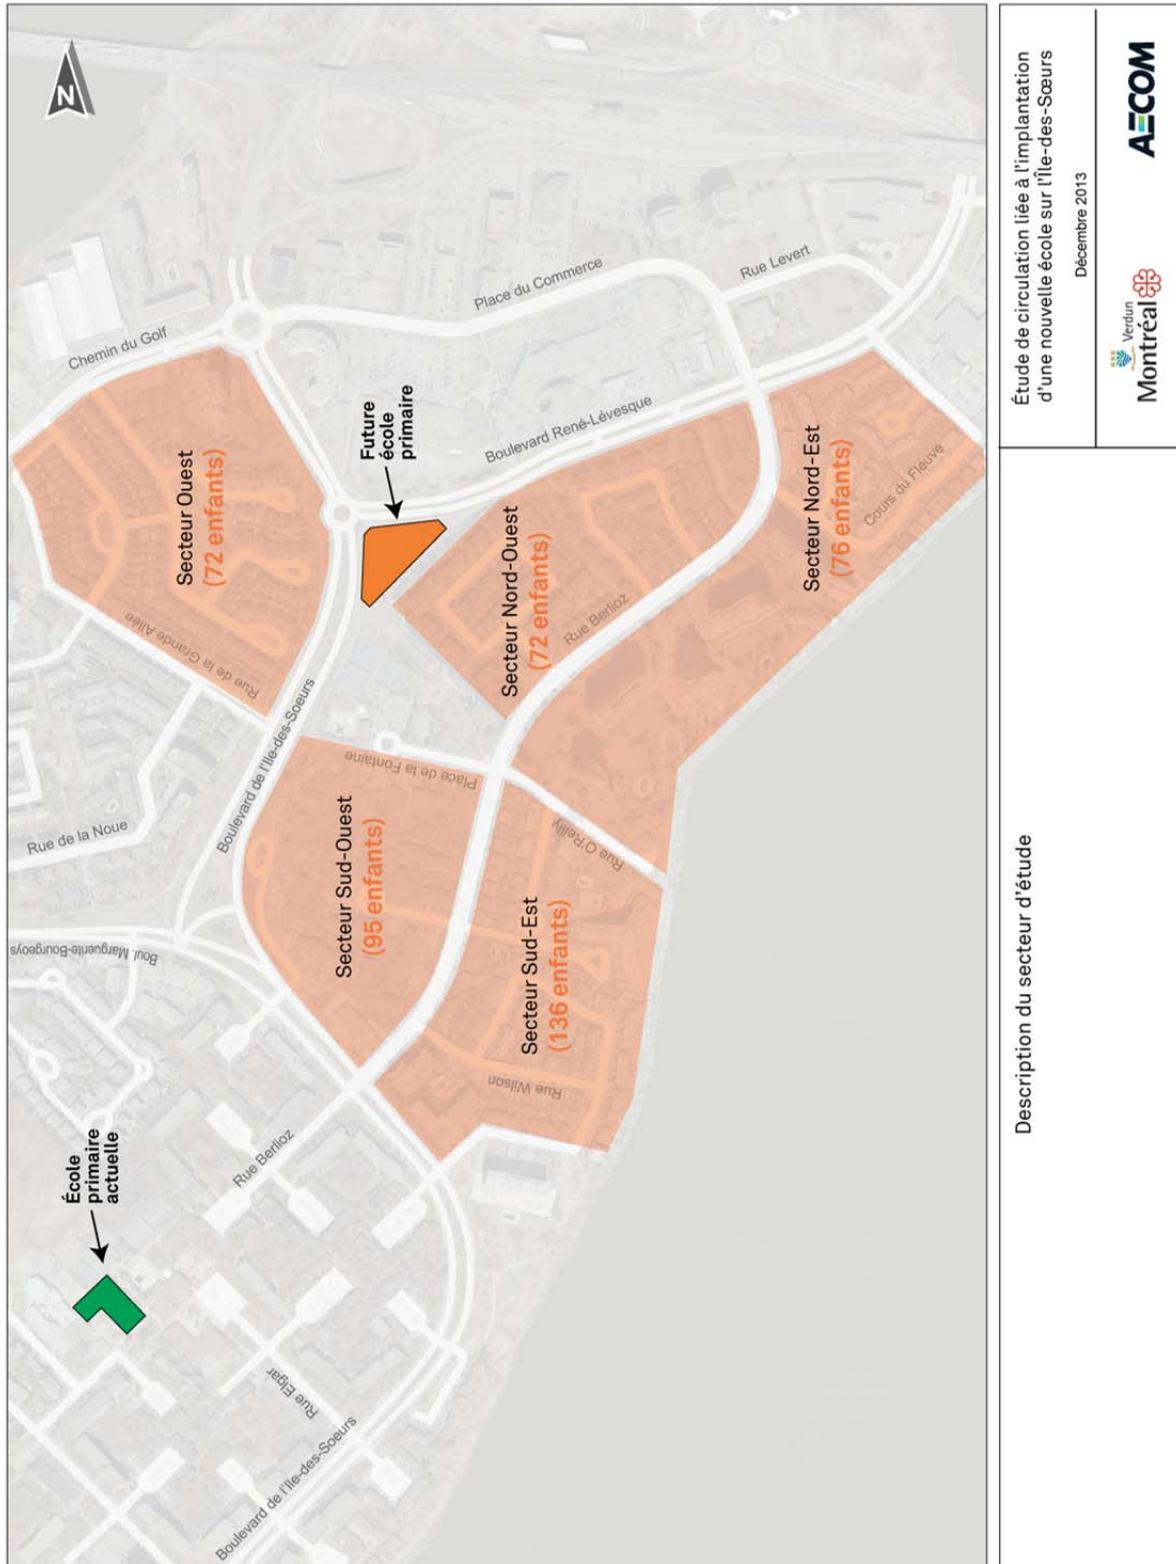 N
Chemin du Golf
Place du Commerce
Rue Levert
Secteur Ouest
(72 enfants)
Future
école
primaire
Boulevard René-Lévesque
Secteur Nord-Ouest
(72 enfants)
Secteur Nord-Est
(76 enfants)
Cours du Fleuve
Rue Berlioz
Rue de la Grande Allée
Boulevard de l'Ile-des-Soeurs
Place de la Fontaine
Rue de la Noue
Secteur Sud-Ouest
(95 enfants)
Rue O'Reilly
Secteur Sud-Est
(136 enfants)
Boul. Marguerite-Bourgeoys
Rue Wilson
École
primaire
actuelle
Rue Berlioz
Rue Elgar
Boulevard de l'Ile-des-Soeurs
Description du secteur d'étude
Étude de circulation liée à l'implantation
d'une nouvelle école sur l'Île-des-Sœurs
Décembre 2013
Verdun
Montréal
AECOM